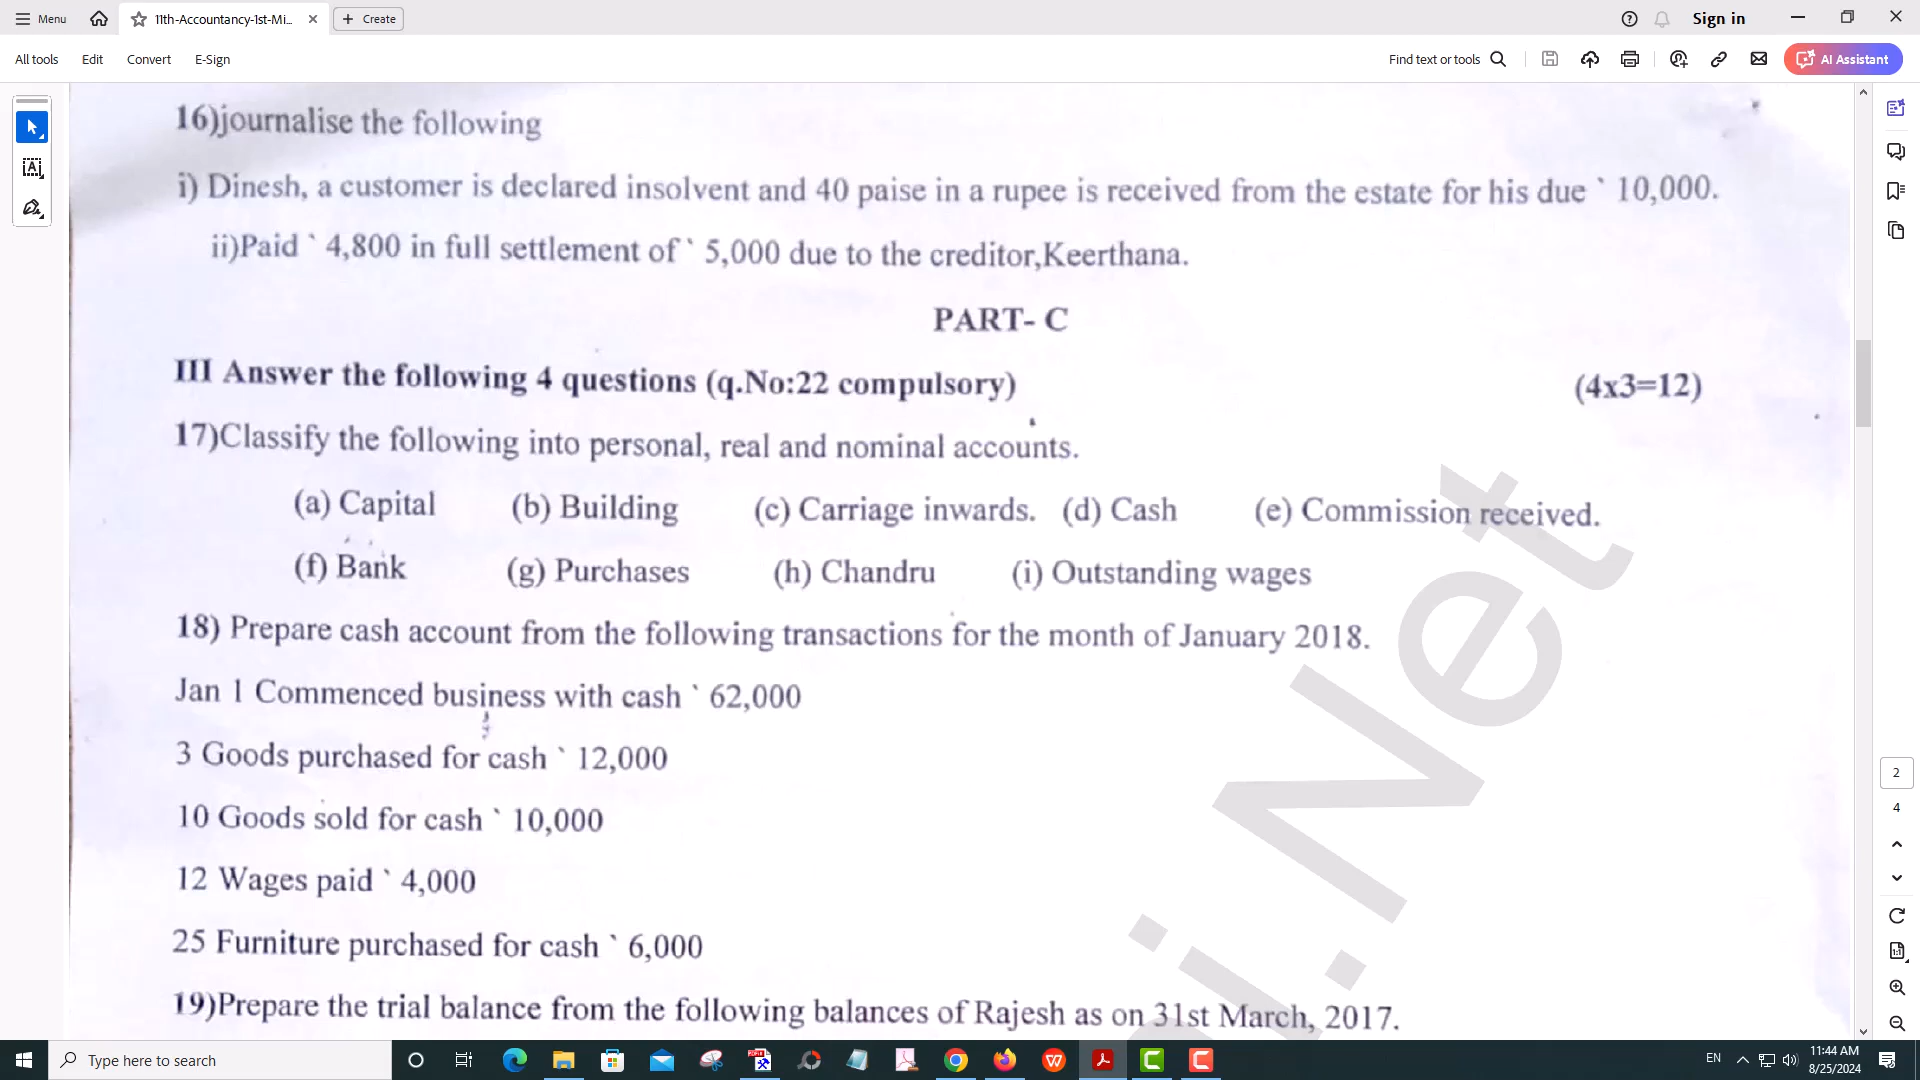 Menu
11th-Accountancy-1st-Mi...
Create
Sign in
All tools
Edit
Convert
E-Sign
Find text or tools
AI Assistant
16)journalise the following
i) Dinesh, a customer is declared insolvent and 40 paise in a rupee is received from the estate for his due ` 10,000.
ii)Paid ` 4,800 in full settlement of ` 5,000 due to the creditor,Keerthana.
PART- C
III Answer the following 4 questions (q.No:22 compulsory) (4x3=12)
17)Classify the following into personal, real and nominal accounts.
(a) Capital (b) Building (c) Carriage inwards. (d) Cash (e) Commission received.
(f) Bank (g) Purchases (h) Chandru (i) Outstanding wages
18) Prepare cash account from the following transactions for the month of January 2018.
Jan 1 Commenced business with cash ` 62,000
3 Goods purchased for cash ` 12,000
10 Goods sold for cash ` 10,000
12 Wages paid ` 4,000
25 Furniture purchased for cash ` 6,000
19)Prepare the trial balance from the following balances of Rajesh as on 31st March, 2017.
i.Net
2
4
Type here to search
EN
11:44 AM
8/25/2024